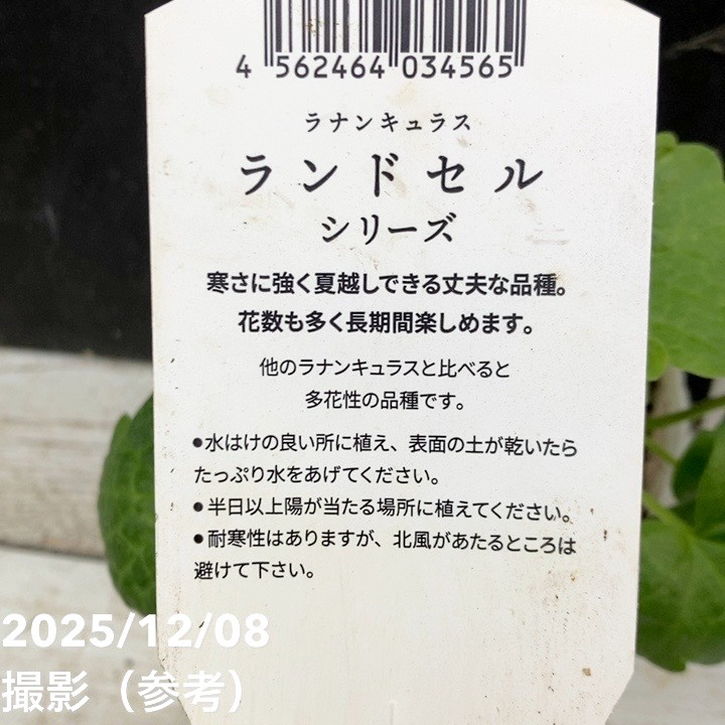 4 562464 034565
ラナンキュラス
ランドセル
シリーズ
寒さに強く夏越しできる丈夫な品種。
花数も多く長期間楽しめます。
他のラナンキュラスと比べると
多花性の品種です。
●水はけの良い所に植え、表面の土が乾いたら
たっぷり水をあげてください。
●半日以上陽が当たる場所に植えてください。
●耐寒性はありますが、北風があたるところは
避けて下さい。
2025/12/08
撮影（参考）